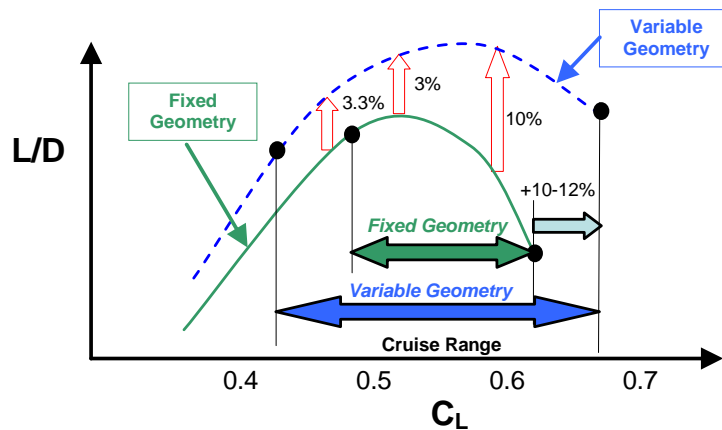 Variable
Geometry
Fixed
Geometry
3.3%
3%
10%
L/D
+10-12%
Fixed Geometry
Variable Geometry
Cruise Range
0.4
0.5
0.6
0.7
CL